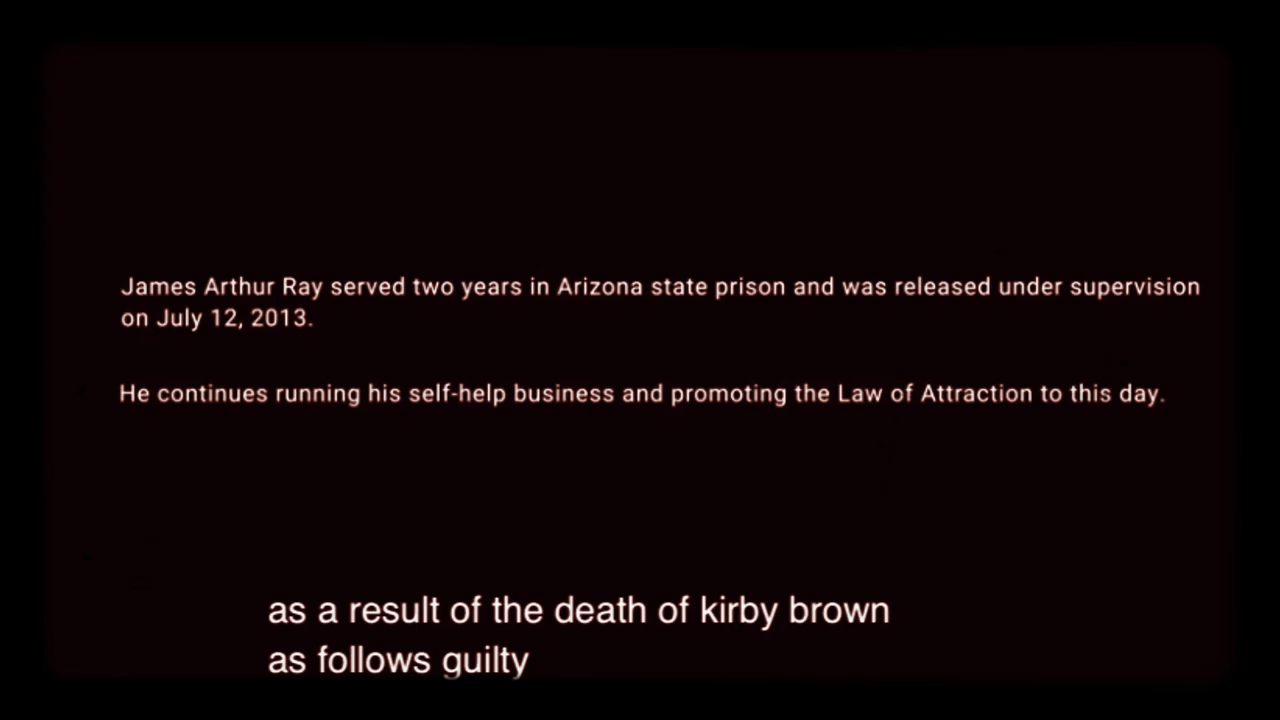 James Arthur Ray served two years in Arizona state prison and was released under supervision
on July 12, 2013.
He continues running his self-help business and promoting the Law of Attraction to this day.
as a result of the death of kirby brown
as follows guilty